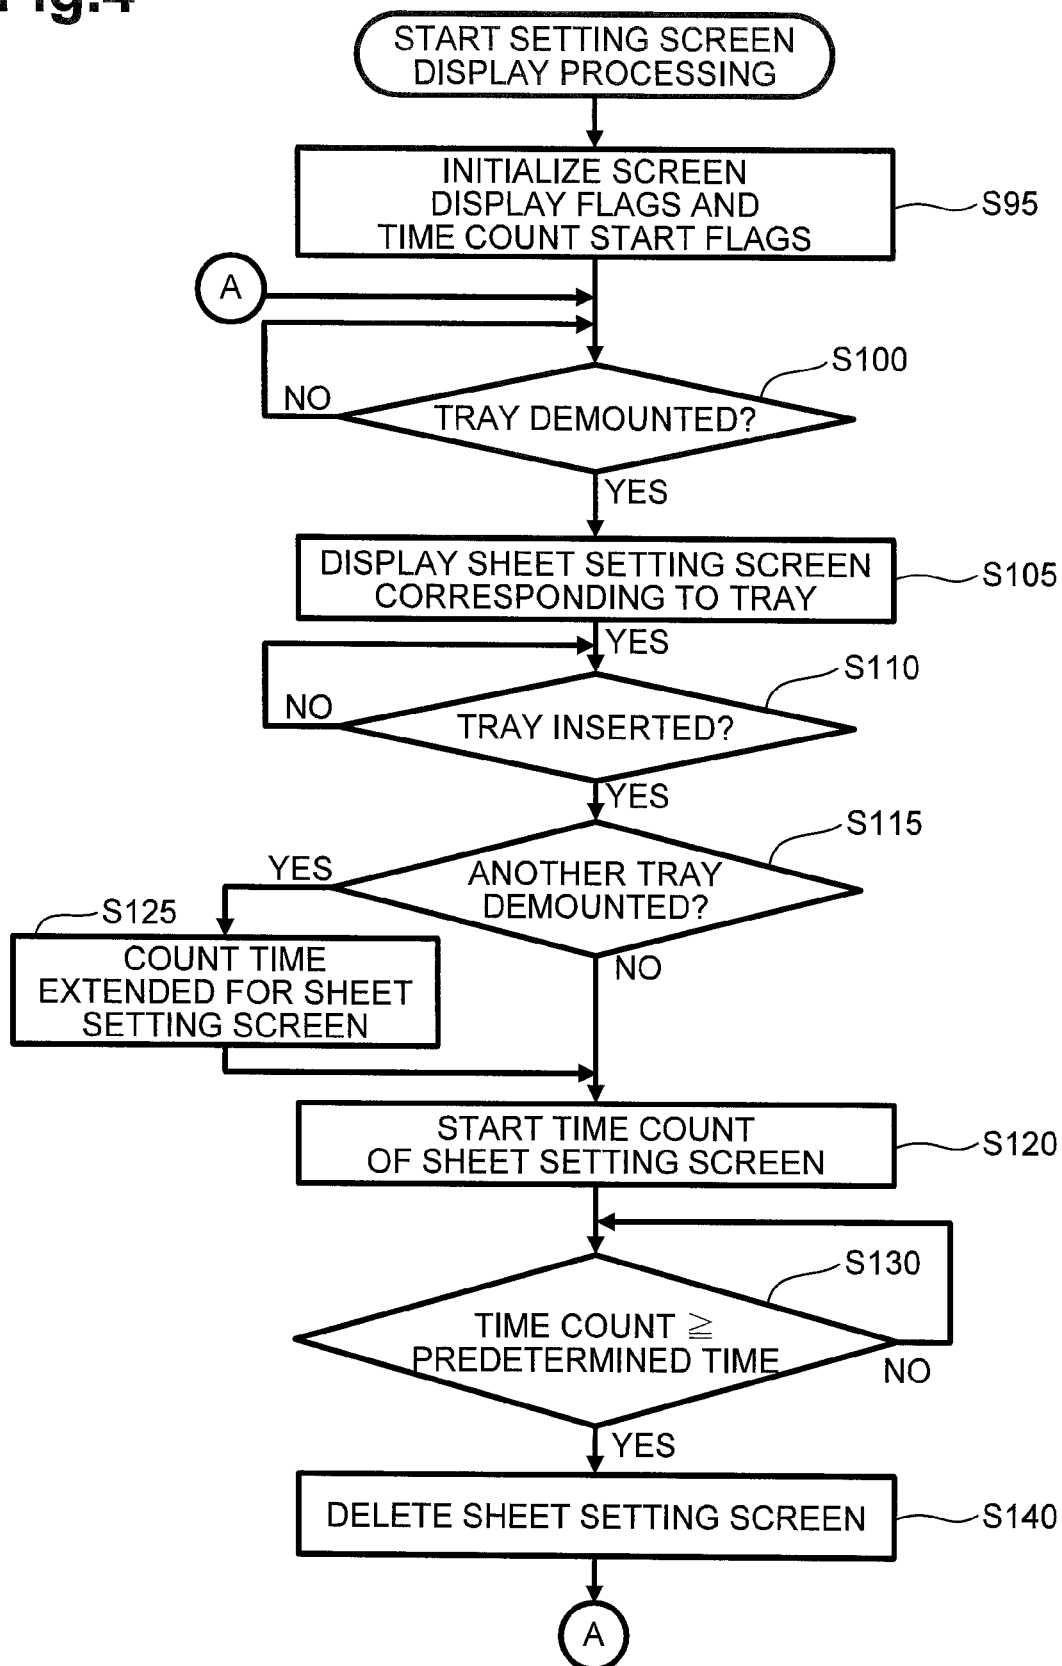 Fig.4
START SETTING SCREEN
DISPLAY PROCESSING
INITIALIZE SCREEN
DISPLAY FLAGS AND
TIME COUNT START FLAGS
S95
A
S100
NO
TRAY DEMOUNTED?
YES
DISPLAY SHEET SETTING SCREEN
CORRESPONDING TO TRAY
S105
YES
S110
NO
TRAY INSERTED?
YES
S115
YES
ANOTHER TRAY
DEMOUNTED?
S125
NO
COUNT TIME
EXTENDED FOR SHEET
SETTING SCREEN
START TIME COUNT
OF SHEET SETTING SCREEN
S120
S130
TIME COUNT ≧
PREDETERMINED TIME
NO
YES
DELETE SHEET SETTING SCREEN
S140
A